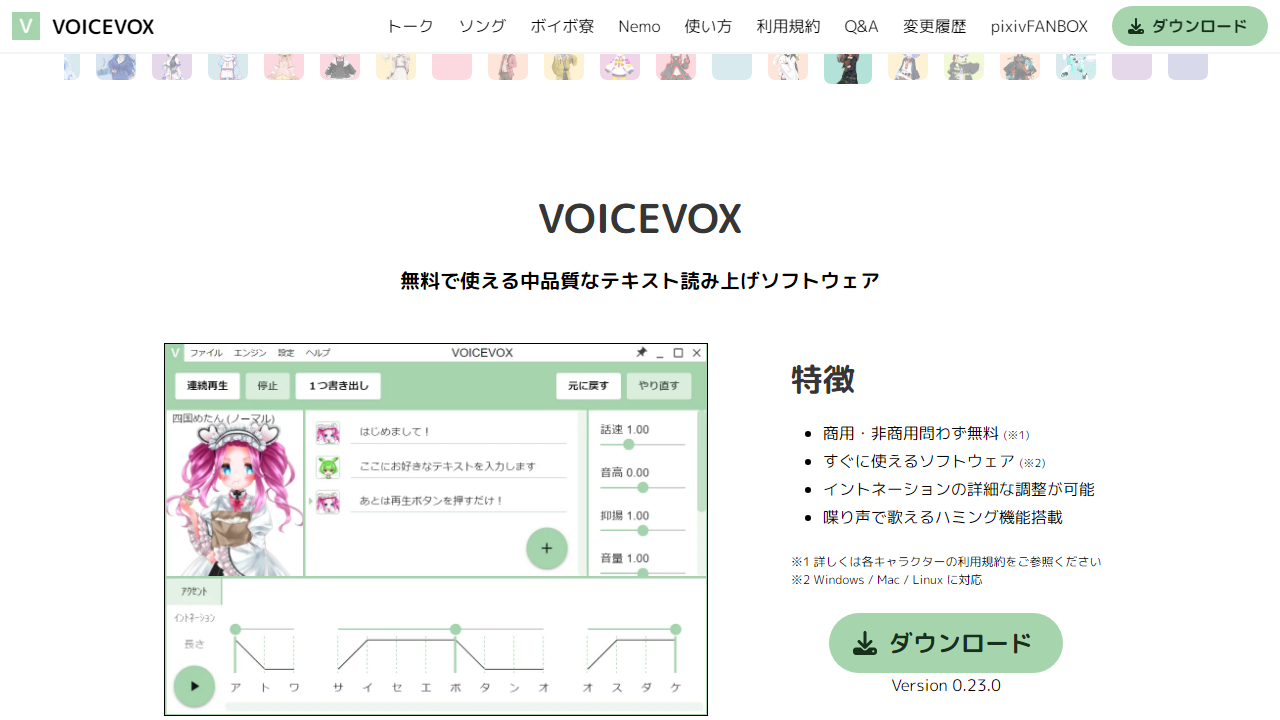 V VOICEVOX トーク ソング ボイボ寮 Nemo 使い方 利用規約 Q&A 変更履歴 pixivFANBOX ダウンロード
VOICEVOX
無料で使える中品質なテキスト読み上げソフトウェア
V ファイル エンジン 設定 ヘルプ VOICEVOX
連続再生 停止 1つ書き出し 元に戻す やり直す
四国めたん (ノーマル)
はじめまして！
ここにお好きなテキストを入力します
あとは再生ボタンを押すだけ！
話速 1.00
音高 0.00
抑揚 1.00
音量 1.00
アクセント
イントネーション
長さ
ア ト ワ サ イ セ エ ボ タ ン オ オ ス ダ ケ
特徴
• 商用・非商用問わず無料 (※1)
• すぐに使えるソフトウェア (※2)
• イントネーションの詳細な調整が可能
• 喋り声で歌えるハミング機能搭載
※1 詳しくは各キャラクターの利用規約をご参照ください
※2 Windows / Mac / Linux に対応
ダウンロード
Version 0.23.0